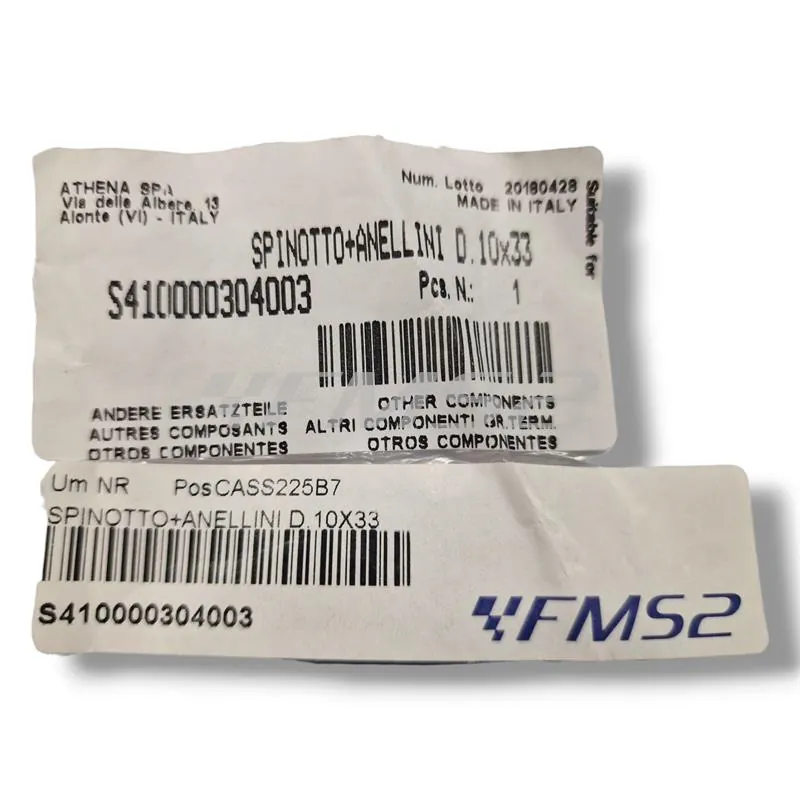 ATHENA SPA
Via delle Albere, 13
Alonte (VI) - ITALY
Num. Lotto 20180428
MADE IN ITALY
Suitable for
SPINOTTO+ANELLINI D.10x33
S410000304003
Pcs. N.: 1
ANDERE ERSATZTEILE
OTHER COMPONENTS
AUTRES COMPOSANTS
ALTRI COMPONENTI GR.TERM.
OTROS COMPONENTES
OTROS COMPONENTES
Um NR PosCASS225B7
SPINOTTO+ANELLINI D.10X33
S410000304003
FMS2
FMS2